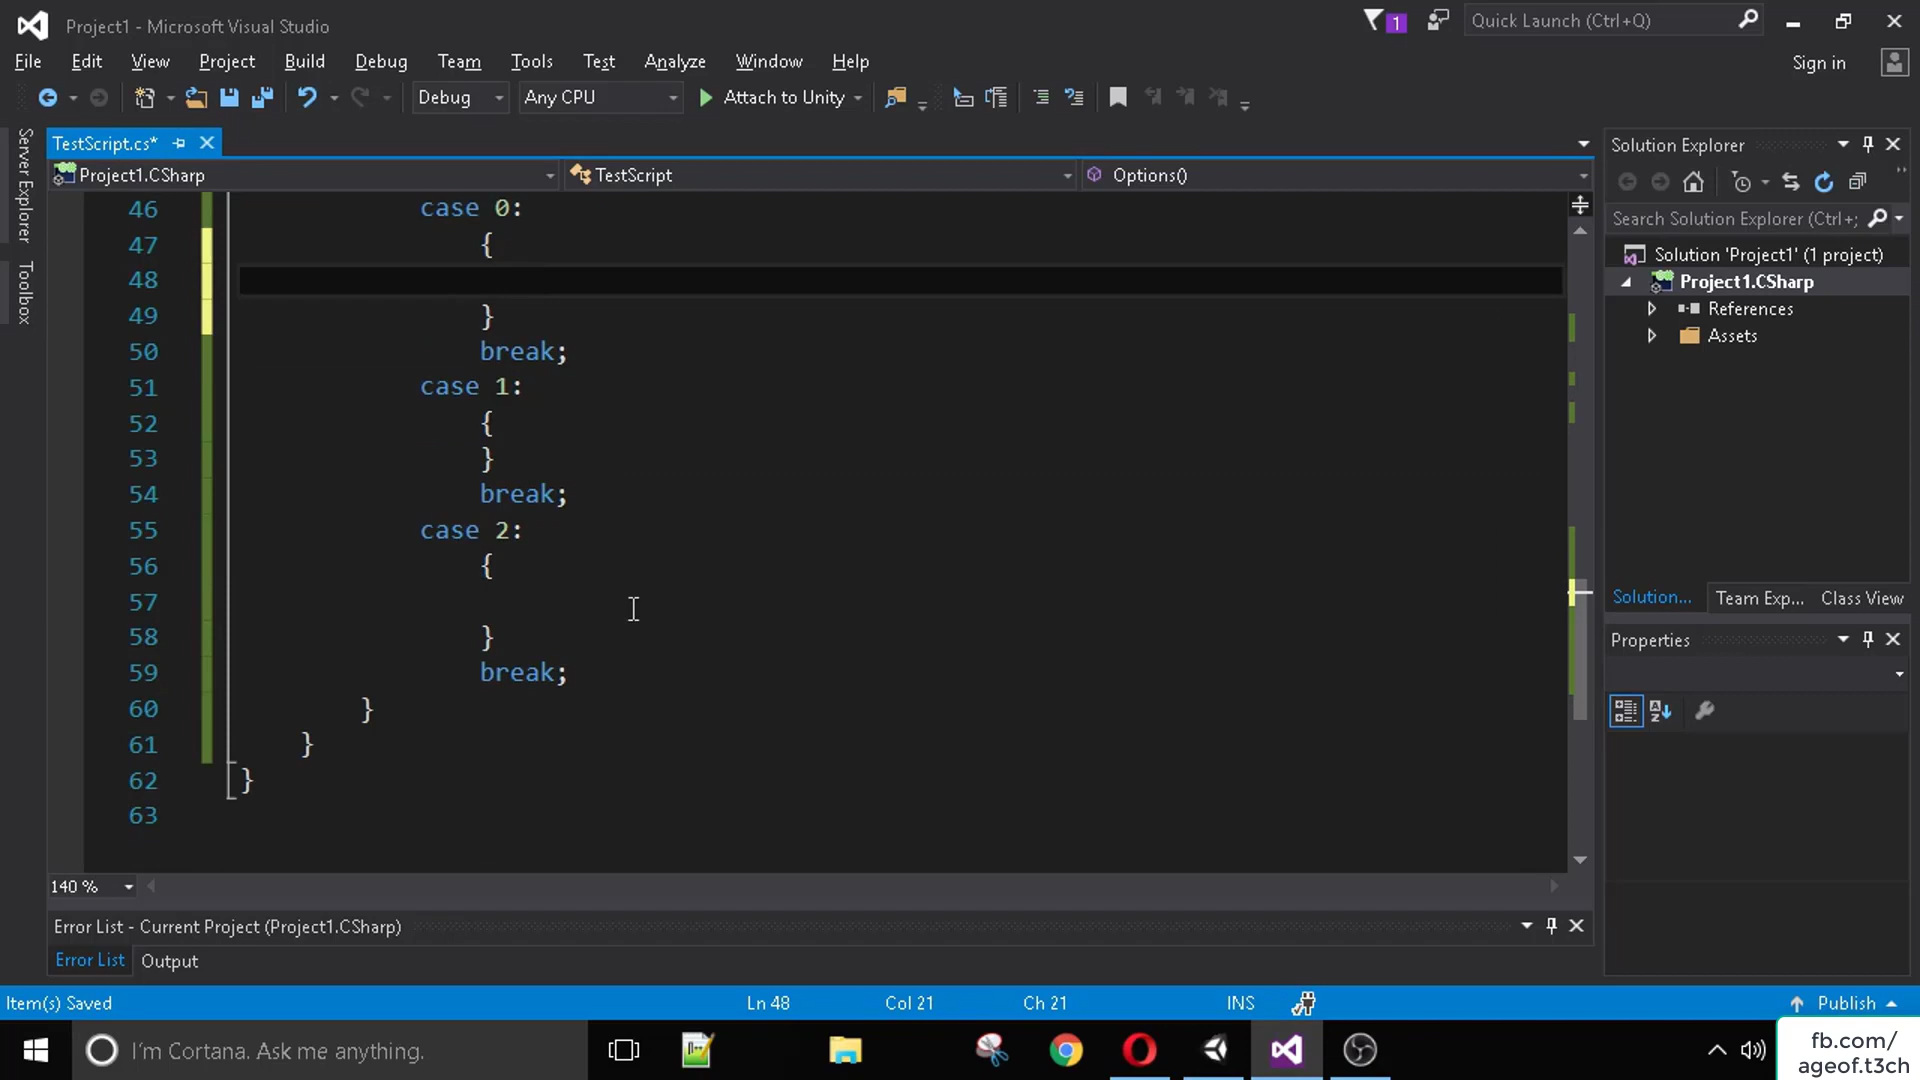 Project1 - Microsoft Visual Studio
1
Quick Launch (Ctrl+Q)
File Edit View Project Build Debug Team Tools Test Analyze Window Help
Sign in
Debug Any CPU Attach to Unity
Server Explorer
Toolbox
TestScript.cs*
Project1.CSharp TestScript Options()
46 case 0:
47 {
48
49 }
50 break;
51 case 1:
52 {
53 }
54 break;
55 case 2:
56 {
57
58 }
59 break;
60 }
61 }
62 }
63
140 %
Error List - Current Project (Project1.CSharp)
Error List Output
Solution Explorer
Search Solution Explorer (Ctrl+;
Solution 'Project1' (1 project)
Project1.CSharp
References
Assets
Solution... Team Exp... Class View
Properties
Item(s) Saved Ln 48 Col 21 Ch 21 INS Publish
I'm Cortana. Ask me anything.
fb.com/
ageof.t3ch